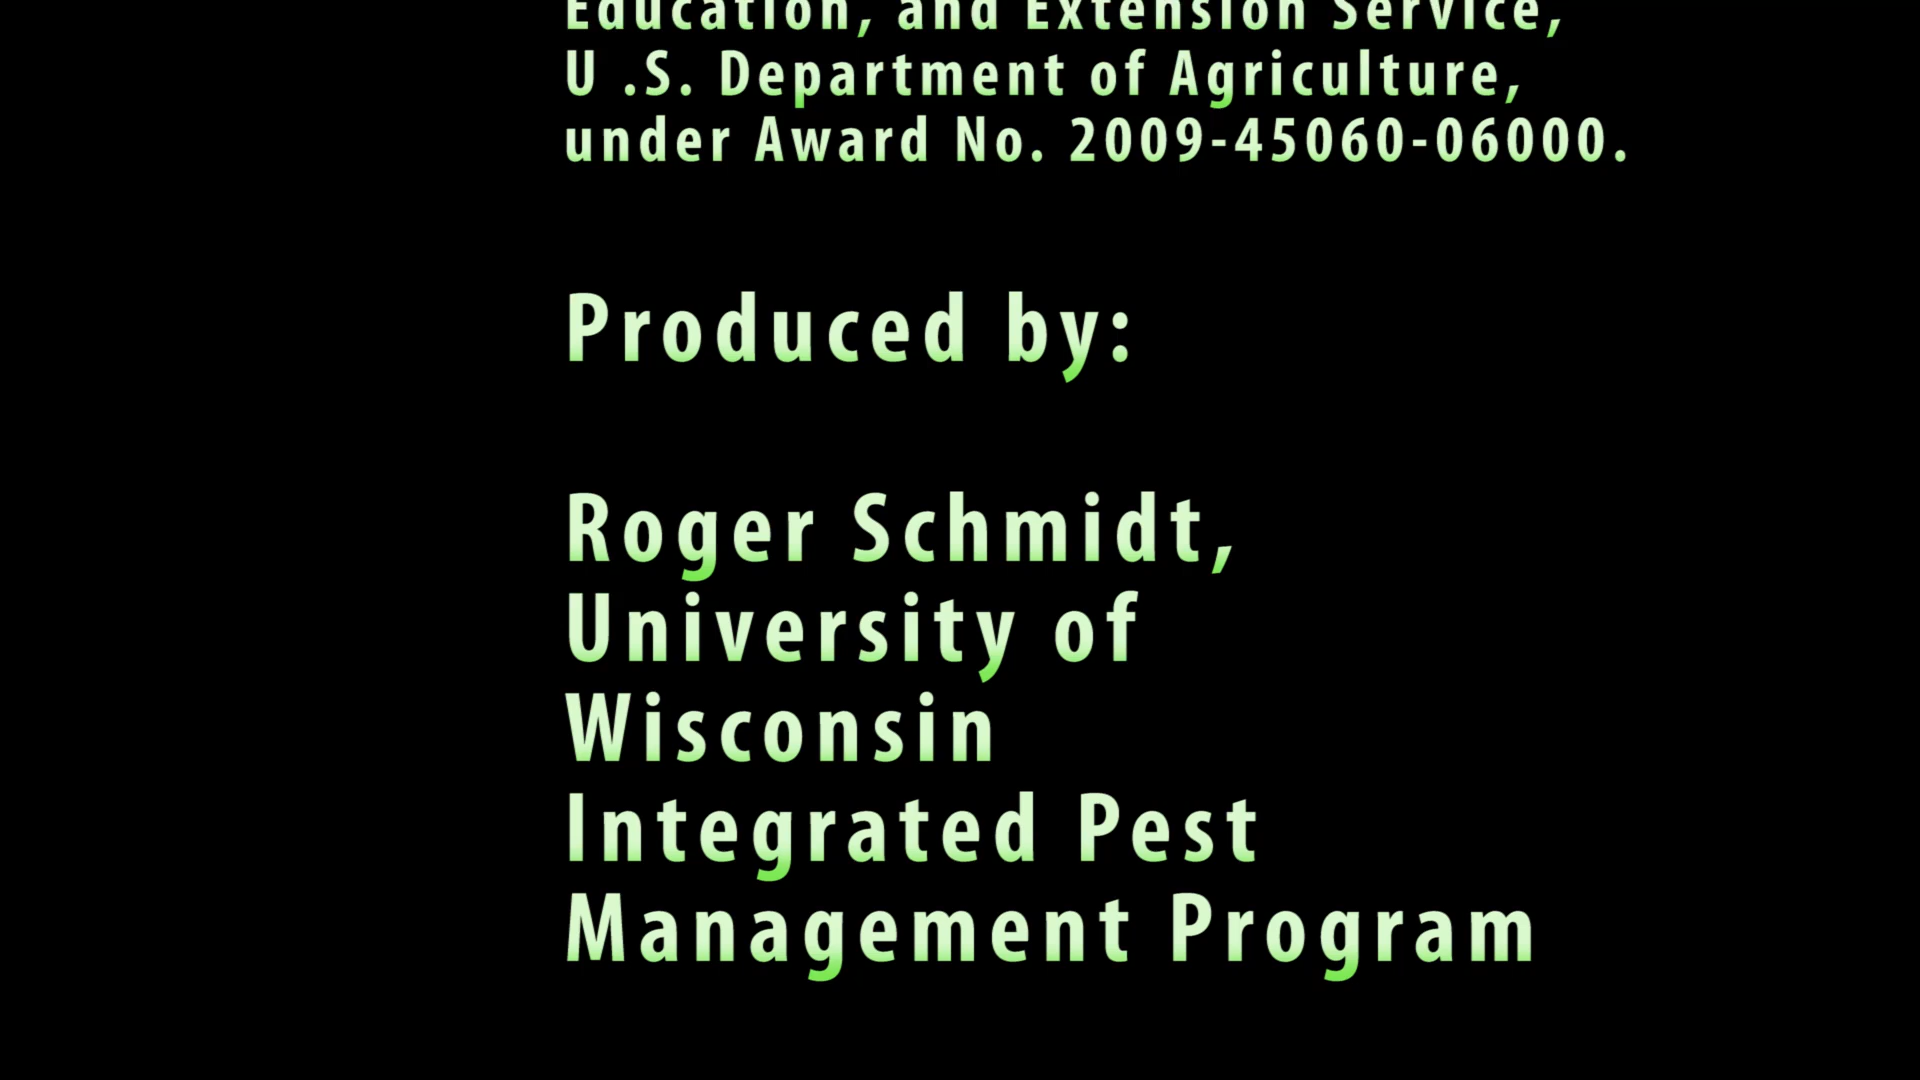 Education, and Extension Service,
U .S. Department of Agriculture,
under Award No. 2009-45060-06000.
Produced by:
Roger Schmidt,
University of
Wisconsin
Integrated Pest
Management Program